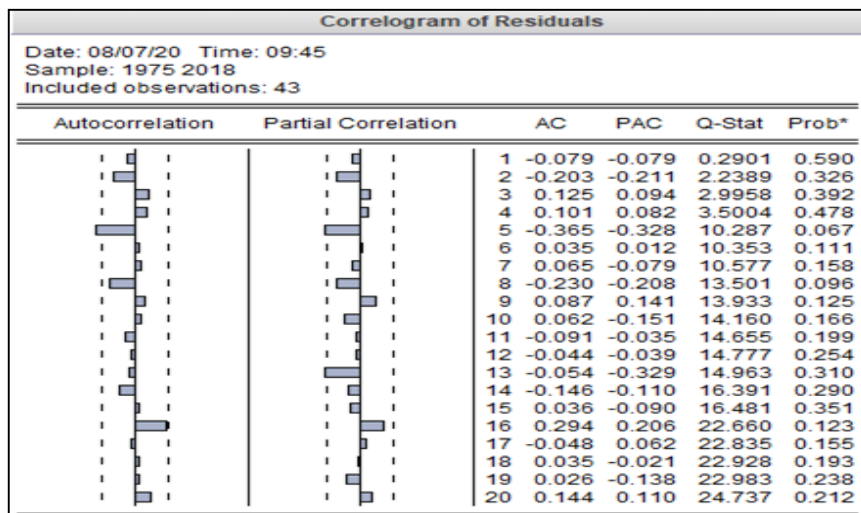 Correlogram of Residuals
Date: 08/07/20 Time: 09:45
Sample: 1975 2018
Included observations: 43
Autocorrelation Partial Correlation AC PAC Q-Stat Prob*
1 -0.079 -0.079 0.2901 0.590
2 -0.203 -0.211 2.2389 0.326
3 0.125 0.094 2.9958 0.392
4 0.101 0.082 3.5004 0.478
5 -0.365 -0.328 10.287 0.067
6 0.035 0.012 10.353 0.111
7 0.065 -0.079 10.577 0.158
8 -0.230 -0.208 13.501 0.096
9 0.087 0.141 13.933 0.125
10 0.062 -0.151 14.160 0.166
11 -0.091 -0.035 14.655 0.199
12 -0.044 -0.039 14.777 0.254
13 -0.054 -0.329 14.963 0.310
14 -0.146 -0.110 16.391 0.290
15 0.036 -0.090 16.481 0.351
16 0.294 0.206 22.660 0.123
17 -0.048 0.062 22.835 0.155
18 0.035 -0.021 22.928 0.193
19 0.026 -0.138 22.983 0.238
20 0.144 0.110 24.737 0.212